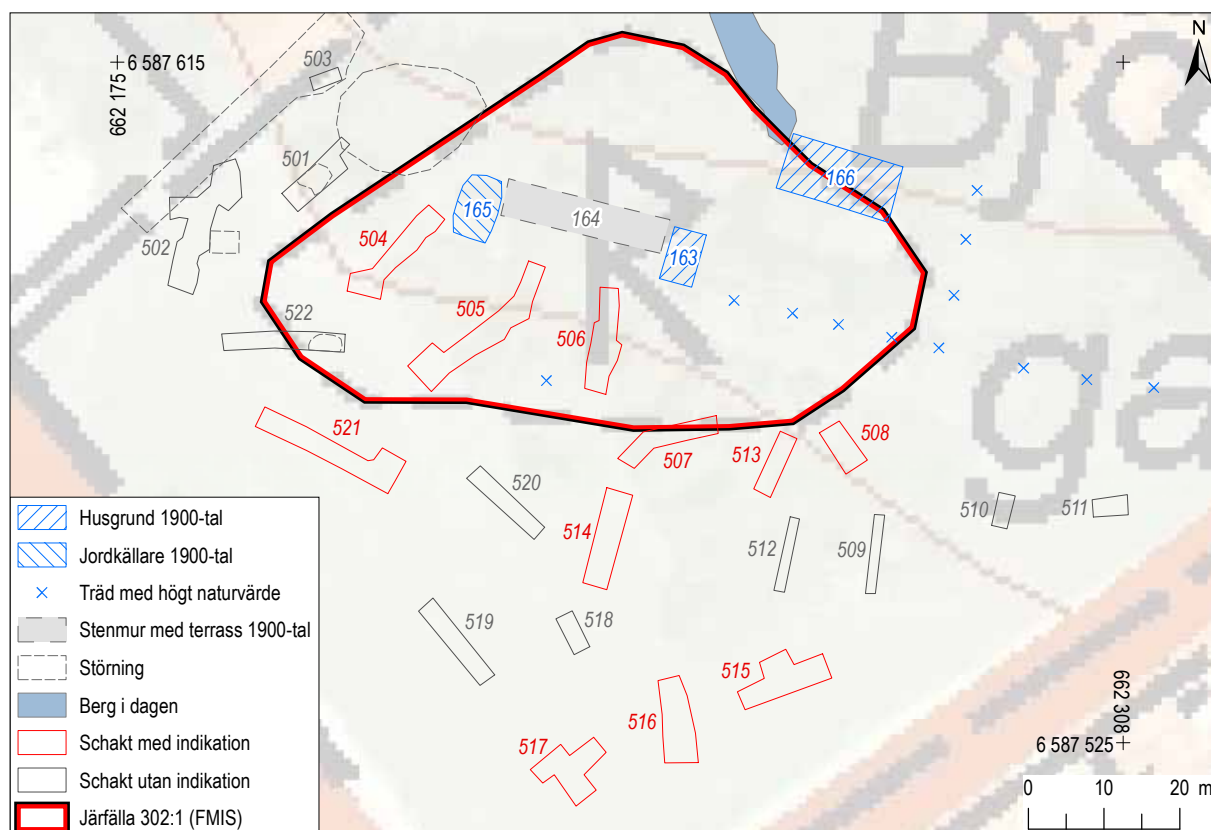 N
6 587 615
662 175
503
501
502
504
165
164
163
166
505
506
522
521
507
513
508
520
514
510
511
512
509
519
518
515
516
517
Bjö
ga
R
662 308
6 587 525
0 10 20 m
Husgrund 1900-tal
Jordkällare 1900-tal
Träd med högt naturvärde
Stenmur med terrass 1900-tal
Störning
Berg i dagen
Schakt med indikation
Schakt utan indikation
Järfälla 302:1 (FMIS)